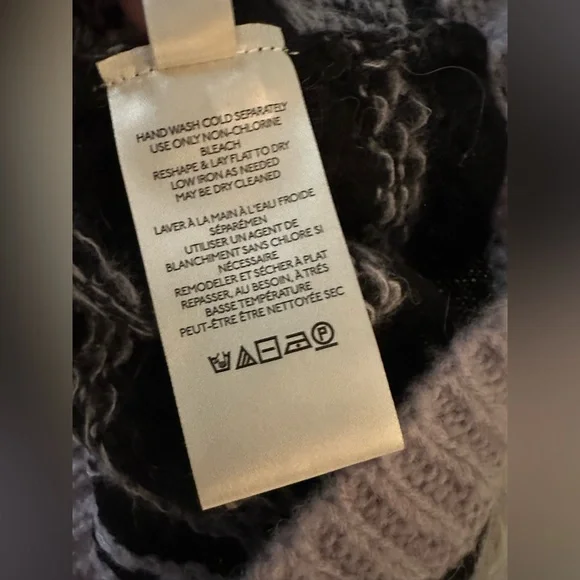 HAND WASH COLD SEPARATELY
USE ONLY NON-CHLORINE
BLEACH
RESHAPE & LAY FLAT TO DRY
LOW IRON AS NEEDED
MAY BE DRY CLEANED
LAVER À LA MAIN À L'EAU FROIDE
SÉPARÉMEN
UTILISER UN AGENT DE
BLANCHIMENT SANS CHLORE SI
NÉCESSAIRE
REMODELER ET SÉCHER À PLAT
REPASSER, AU BESOIN, À TRÉS
BASSE TEMPÉRATURE
PEUT-ÊTRE ÊTRE NETTOYÉE SEC
P